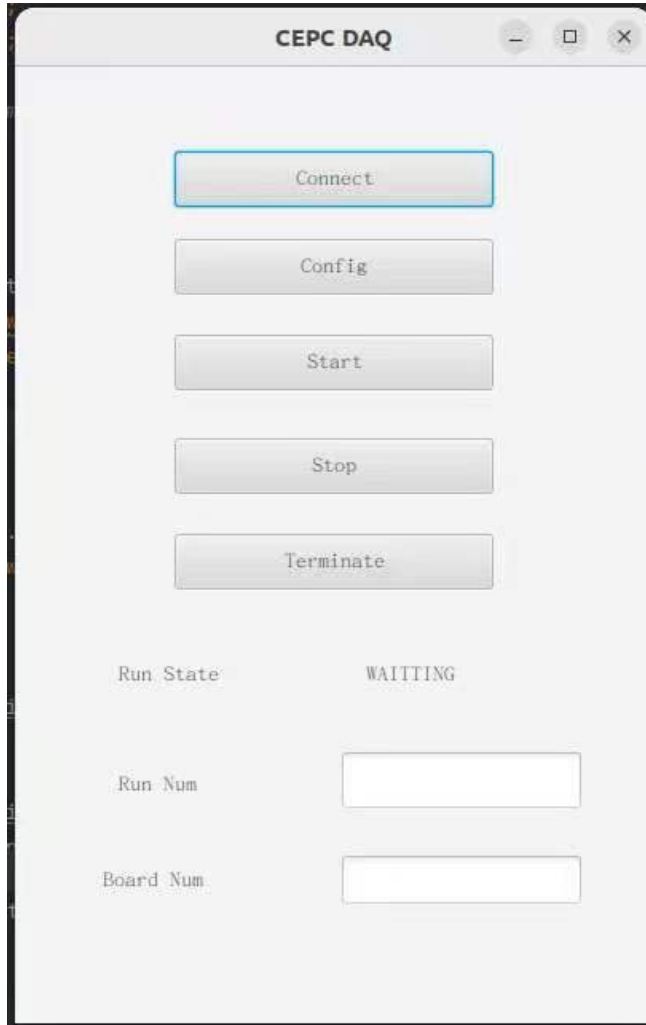 CEPC DAQ
Connect
Config
Start
Stop
Terminate
Run State WAITTING
Run Num
Board Num